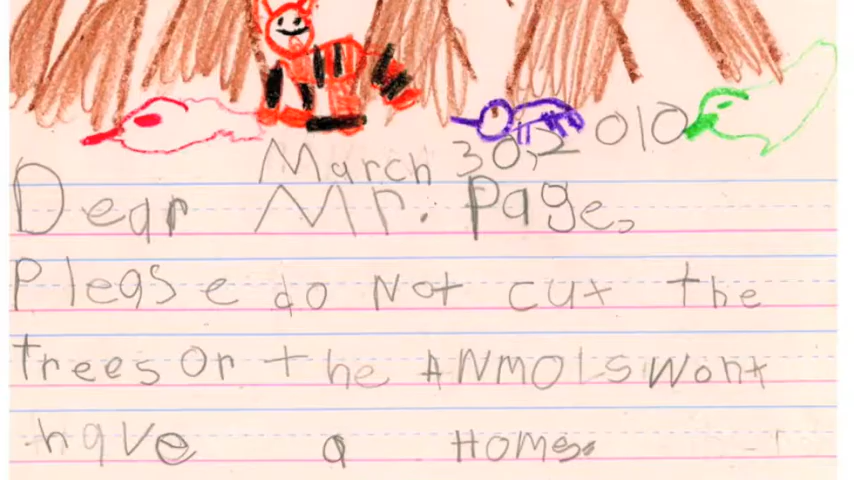 March 30,2010
Dear Mr. Page,
Please do Not cut the
trees or the ANMOLS wont
have a Home.